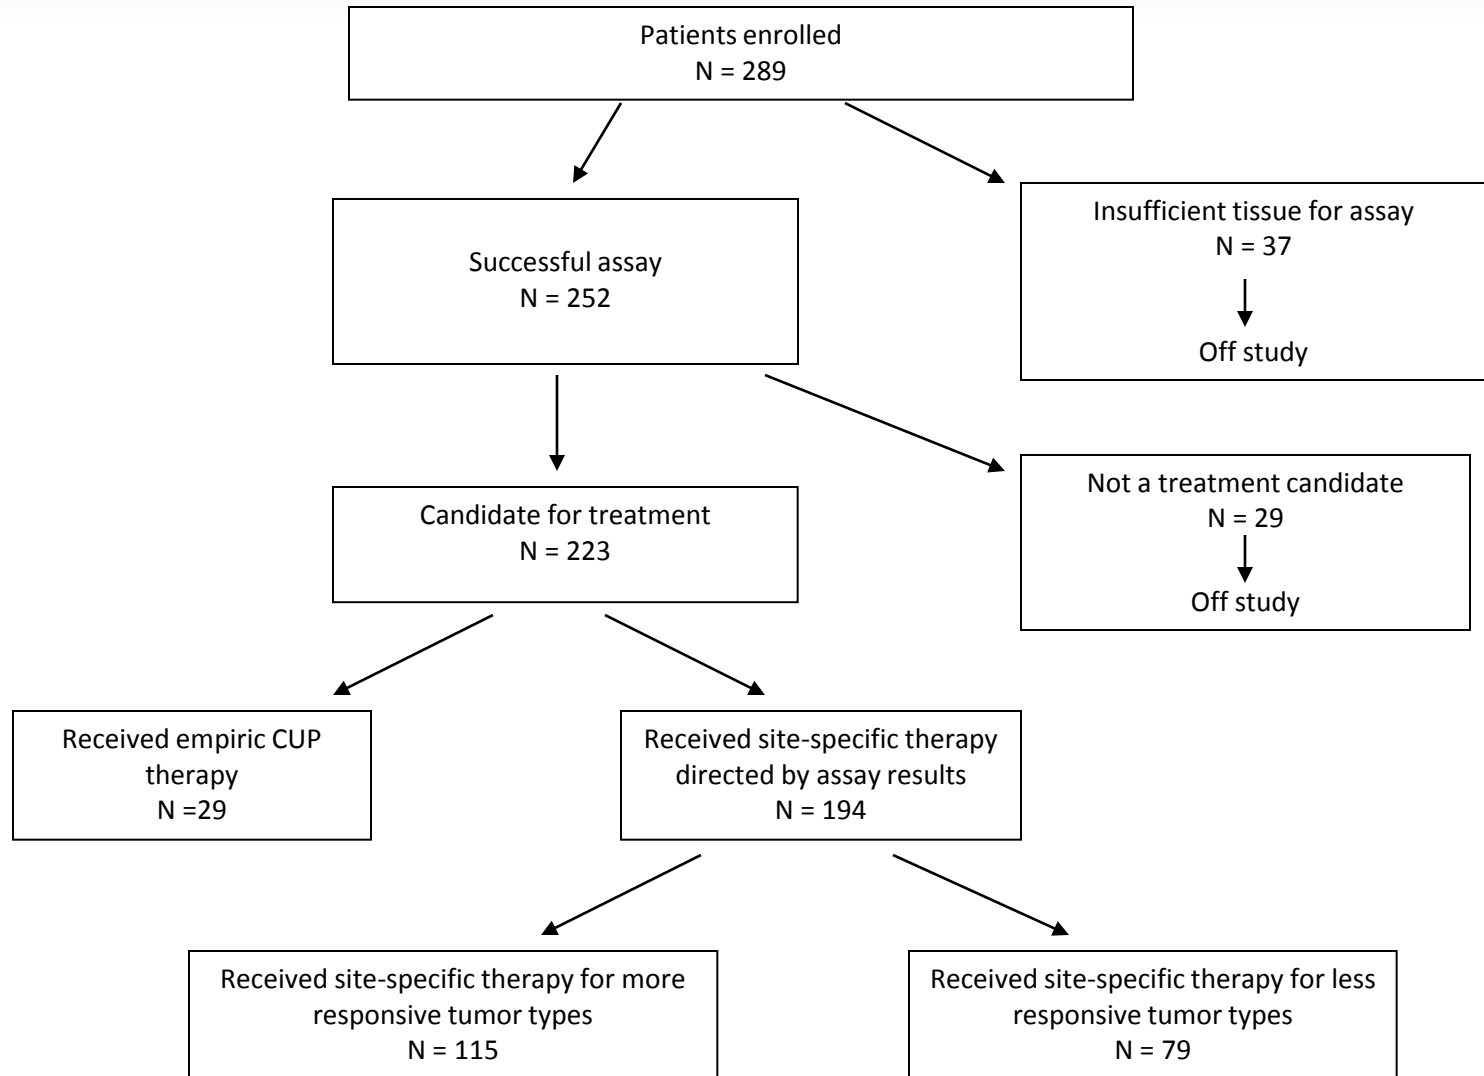 Patients enrolled
N = 289
Successful assay
N = 252
Insufficient tissue for assay
N = 37
Off study
Candidate for treatment
N = 223
Not a treatment candidate
N = 29
Off study
Received empiric CUP
therapy
N =29
Received site-specific therapy
directed by assay results
N = 194
Received site-specific therapy for more
responsive tumor types
N = 115
Received site-specific therapy for less
responsive tumor types
N = 79